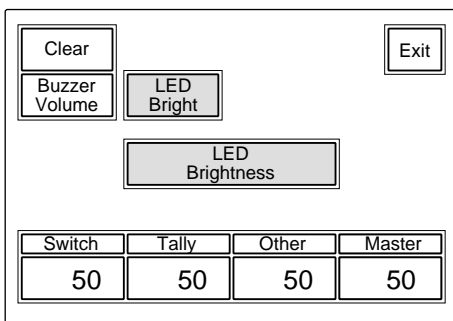 Clear
Exit
Buzzer
Volume
LED
Bright
LED
Brightness
Switch Tally Other Master
50 50 50 50